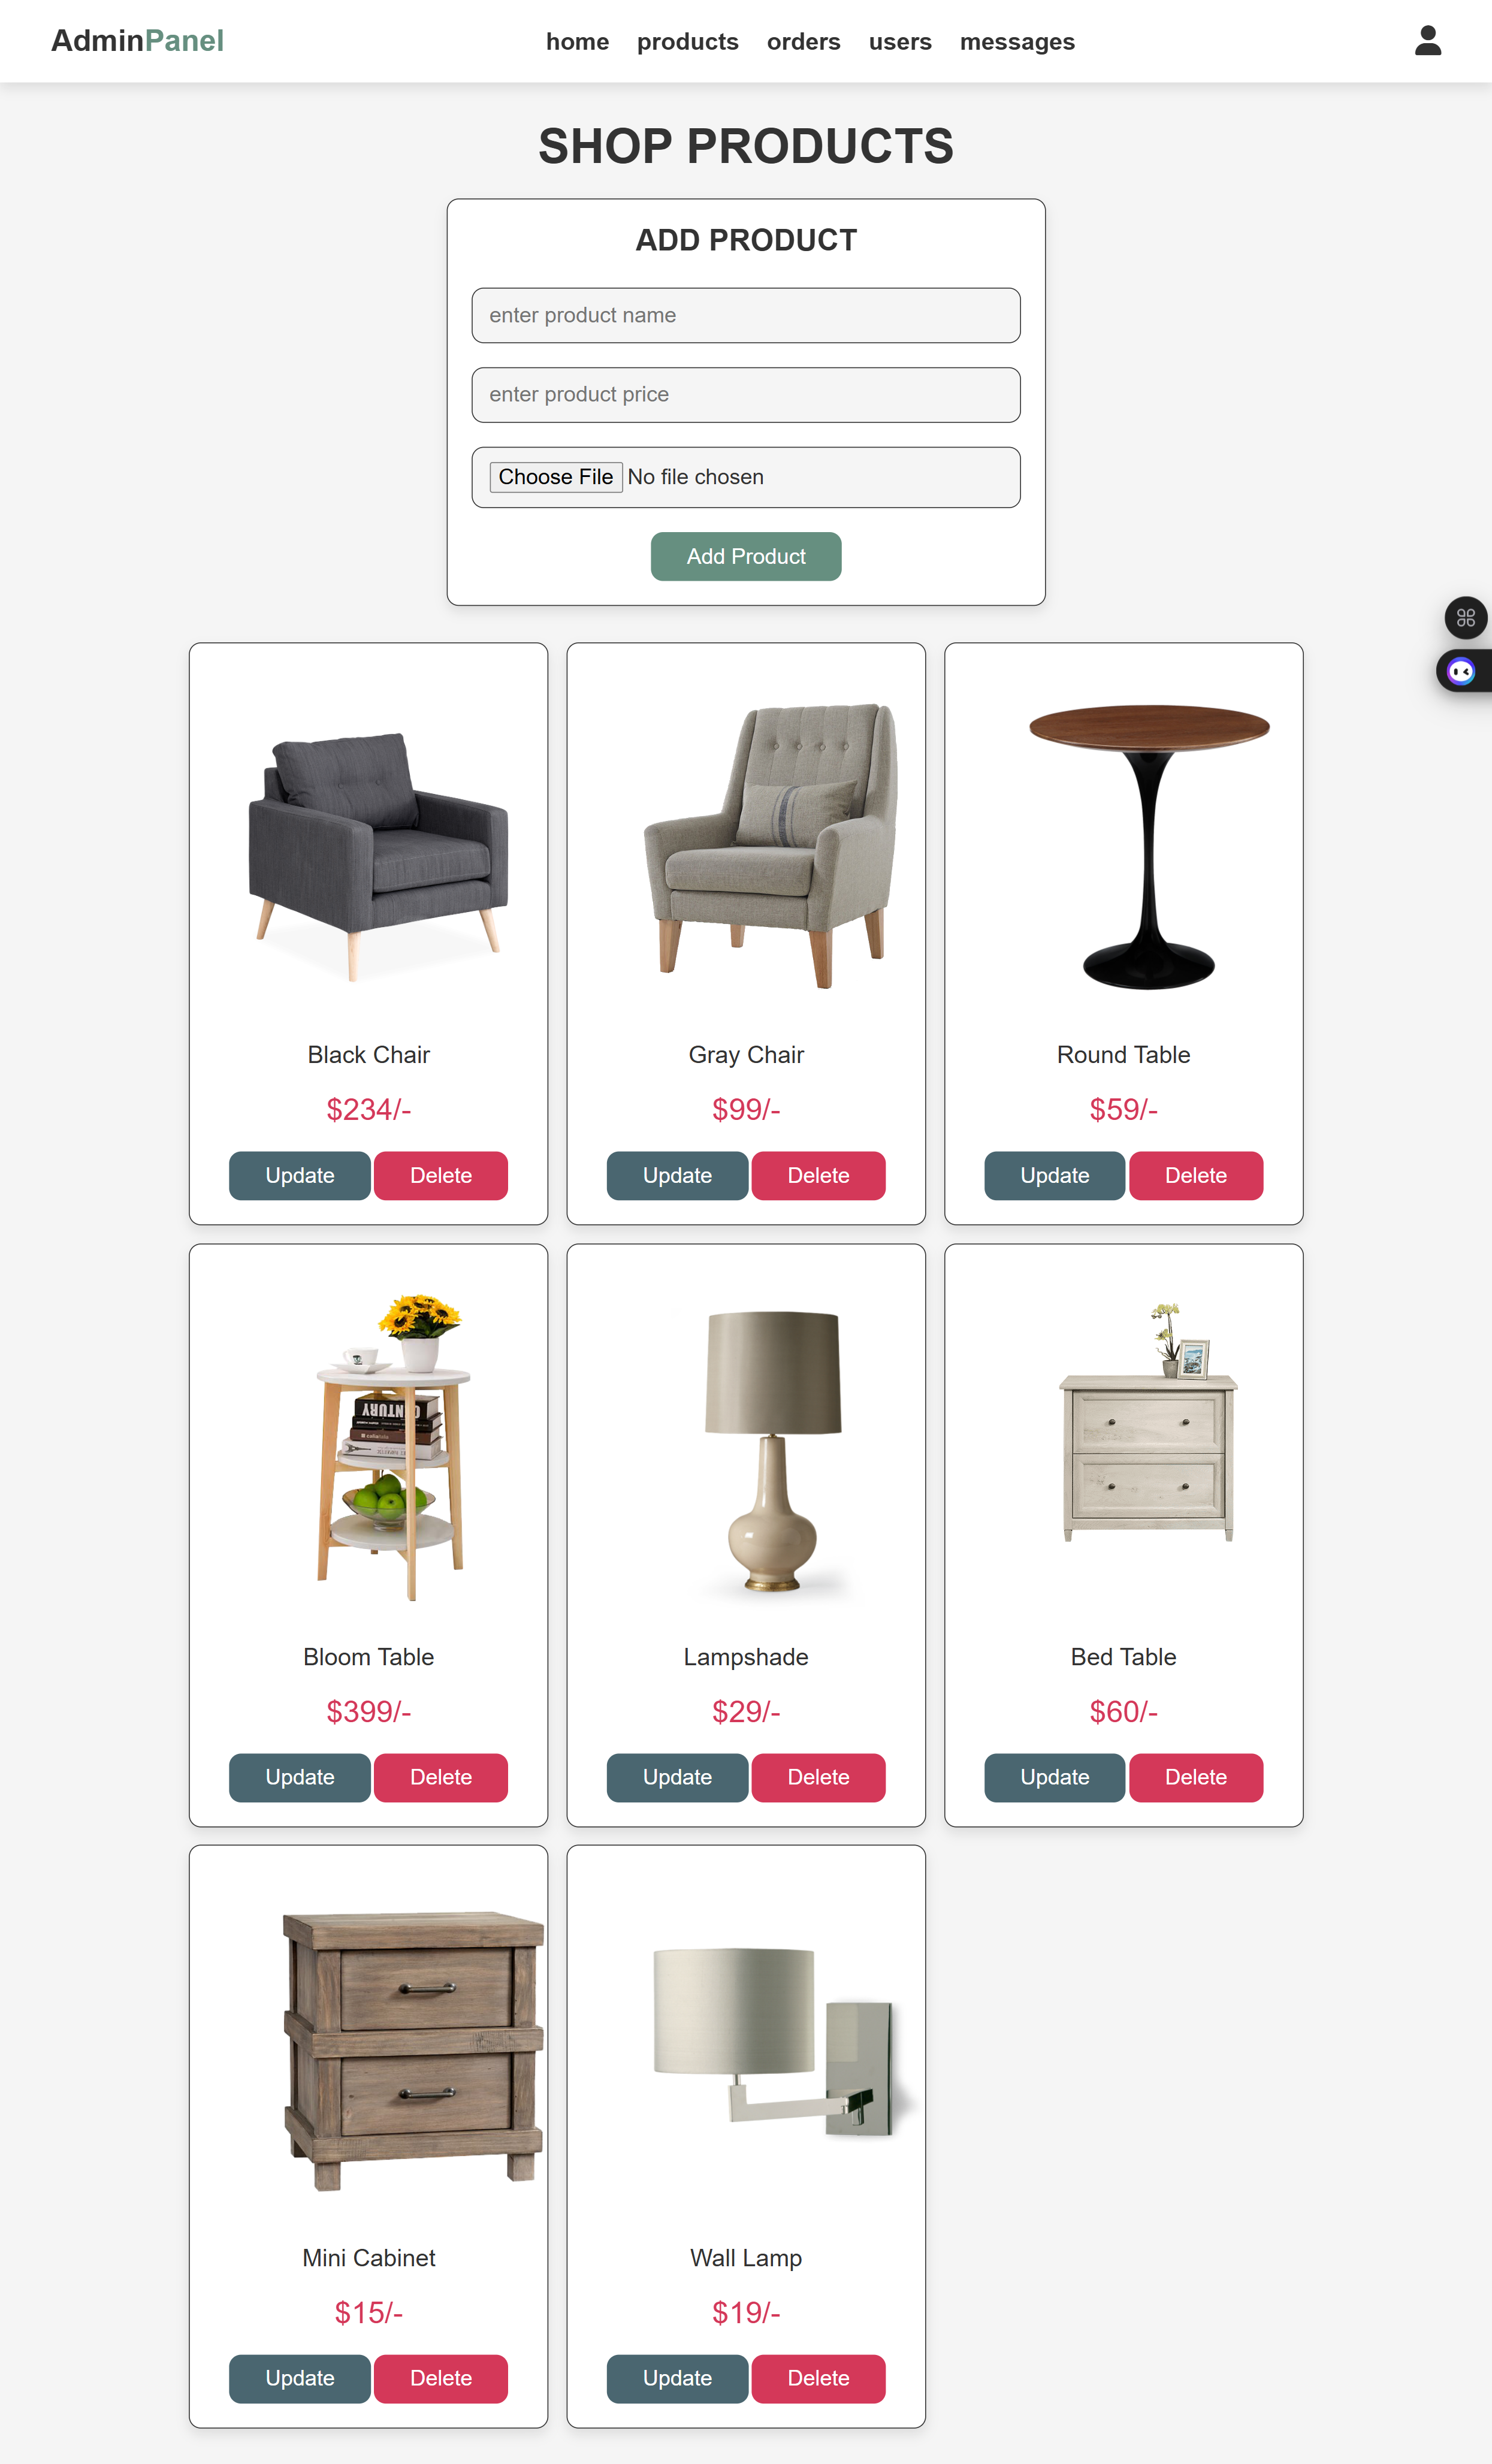 AdminPanel
home products orders users messages
SHOP PRODUCTS
ADD PRODUCT
enter product name
enter product price
Choose File No file chosen
Add Product
Black Chair
$234/-
Update Delete
Gray Chair
$99/-
Update Delete
Round Table
$59/-
Update Delete
CENTURY
Bloom Table
$399/-
Update Delete
Lampshade
$29/-
Update Delete
Bed Table
$60/-
Update Delete
Mini Cabinet
$15/-
Update Delete
Wall Lamp
$19/-
Update Delete